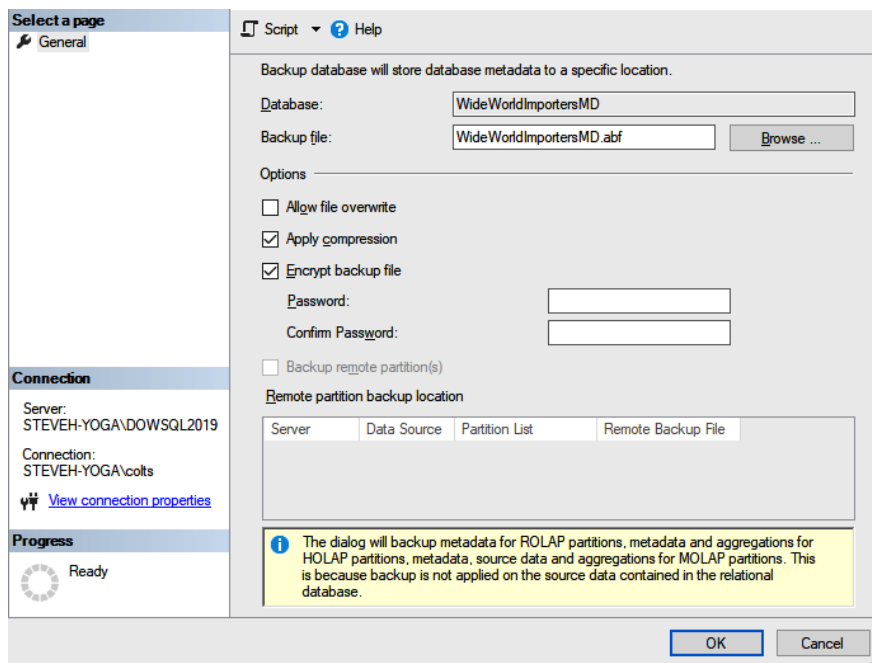 Select a page
General
Script Help
Backup database will store database metadata to a specific location.
Database: WideWorldImportersMD
Backup file: WideWorldImportersMD.abf Browse ...
Options
Allow file overwrite
Apply compression
Encrypt backup file
Password:
Confirm Password:
Backup remote partition(s)
Remote partition backup location
Server Data Source Partition List Remote Backup File
The dialog will backup metadata for ROLAP partitions, metadata and aggregations for
HOLAP partitions, metadata, source data and aggregations for MOLAP partitions. This
is because backup is not applied on the source data contained in the relational
database.
Connection
Server:
STEVEH-YOGA\DOWSQL2019
Connection:
STEVEH-YOGA\colts
View connection properties
Progress
Ready
OK Cancel